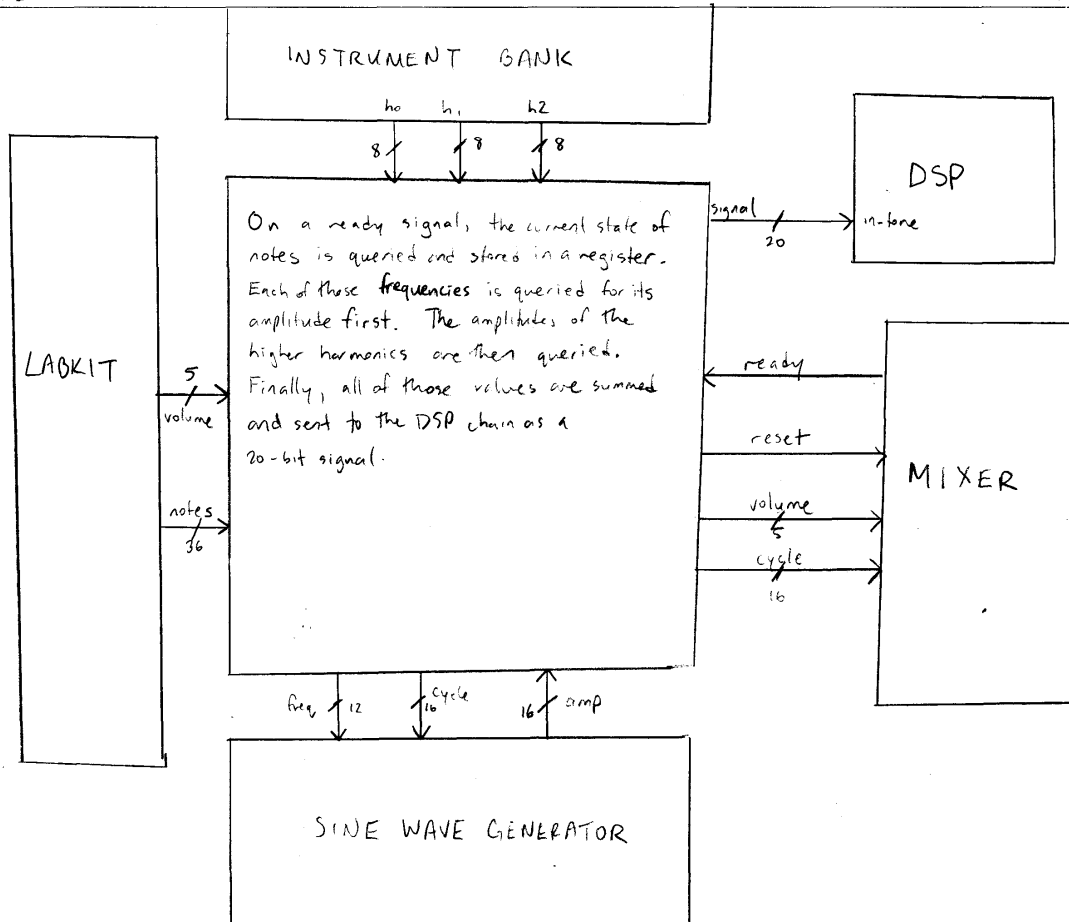 INSTRUMENT BANK
h0 h1 h2
8 8 8
DSP
signal
20
in-tone
On a ready signal, the current state of
notes is queried and stored in a register.
Each of those frequencies is queried for its
amplitude first. The amplitudes of the
higher harmonics are then queried.
Finally, all of those values are summed
and sent to the DSP chain as a
20-bit signal.
LABKIT
5
volume
notes
36
ready
reset
volume
5
cycle
16
MIXER
freq 12 cycle
16 16 amp
SINE WAVE GENERATOR